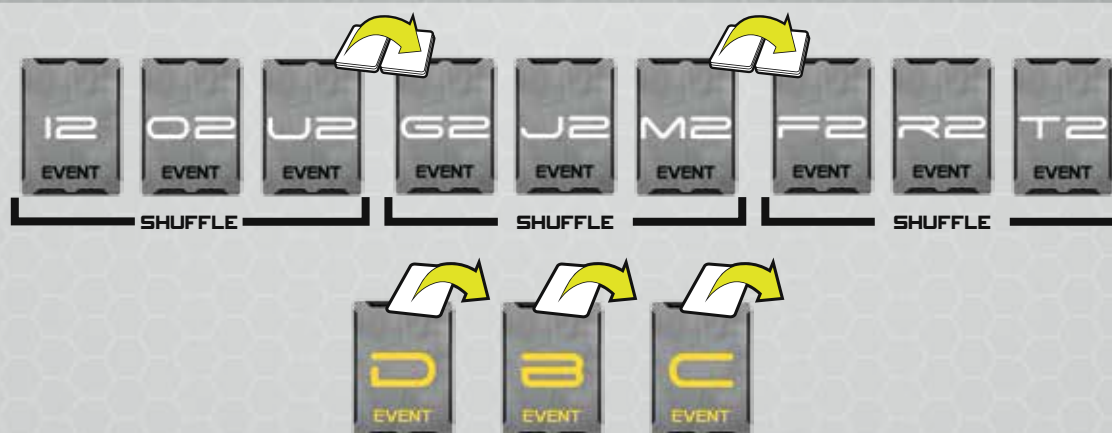 I2 O2 U2 G2 J2 M2 F2 R2 T2
EVENT EVENT EVENT EVENT EVENT EVENT EVENT EVENT EVENT
SHUFFLE SHUFFLE SHUFFLE
D B C
EVENT EVENT EVENT